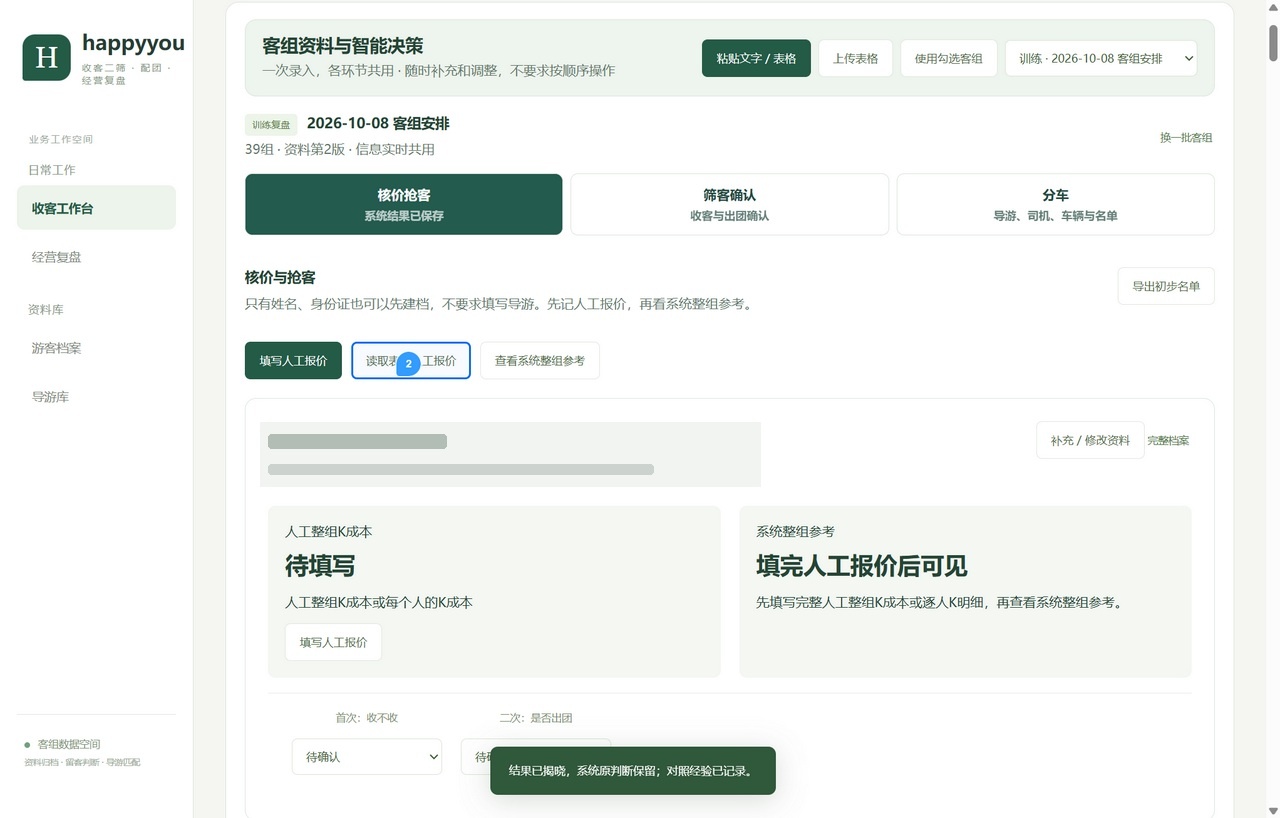 H
happyyou
收客二筛 · 配团 ·
经营复盘
业务工作空间
日常工作
收客工作台
经营复盘
资料库
游客档案
导游库
客组数据空间
资料归档 · 留客判断 · 导游匹配
客组资料与智能决策
一次录入，各环节共用 · 随时补充和调整，不要求按顺序操作
粘贴文字 / 表格
上传表格
使用勾选客组
训练 · 2026-10-08 客组安排
训练复盘
2026-10-08 客组安排
39组 · 资料第2版 · 信息实时共用
换一批客组
核价抢客
系统结果已保存
筛客确认
收客与出团确认
分车
导游、司机、车辆与名单
核价与抢客
只有姓名、身份证也可以先建档，不要求填写导游。先记人工报价，再看系统整组参考。
导出初步名单
填写人工报价
读取 2 工报价
查看系统整组参考
补充 / 修改资料
完整档案
人工整组K成本
待填写
人工整组K成本或每个人的K成本
填写人工报价
系统整组参考
填完人工报价后可见
先填写完整人工整组K成本或逐人K明细，再查看系统整组参考。
首次：收不收
二次：是否出团
待确认
待
结果已揭晓，系统原判断保留；对照经验已记录。